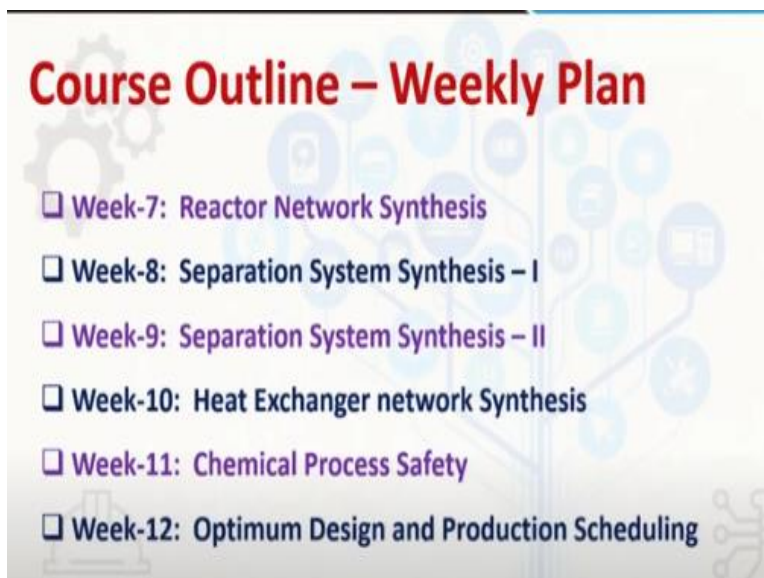 Course Outline – Weekly Plan
❑ Week-7: Reactor Network Synthesis
❑ Week-8: Separation System Synthesis – I
❑ Week-9: Separation System Synthesis – II
❑ Week-10: Heat Exchanger network Synthesis
❑ Week-11: Chemical Process Safety
❑ Week-12: Optimum Design and Production Scheduling